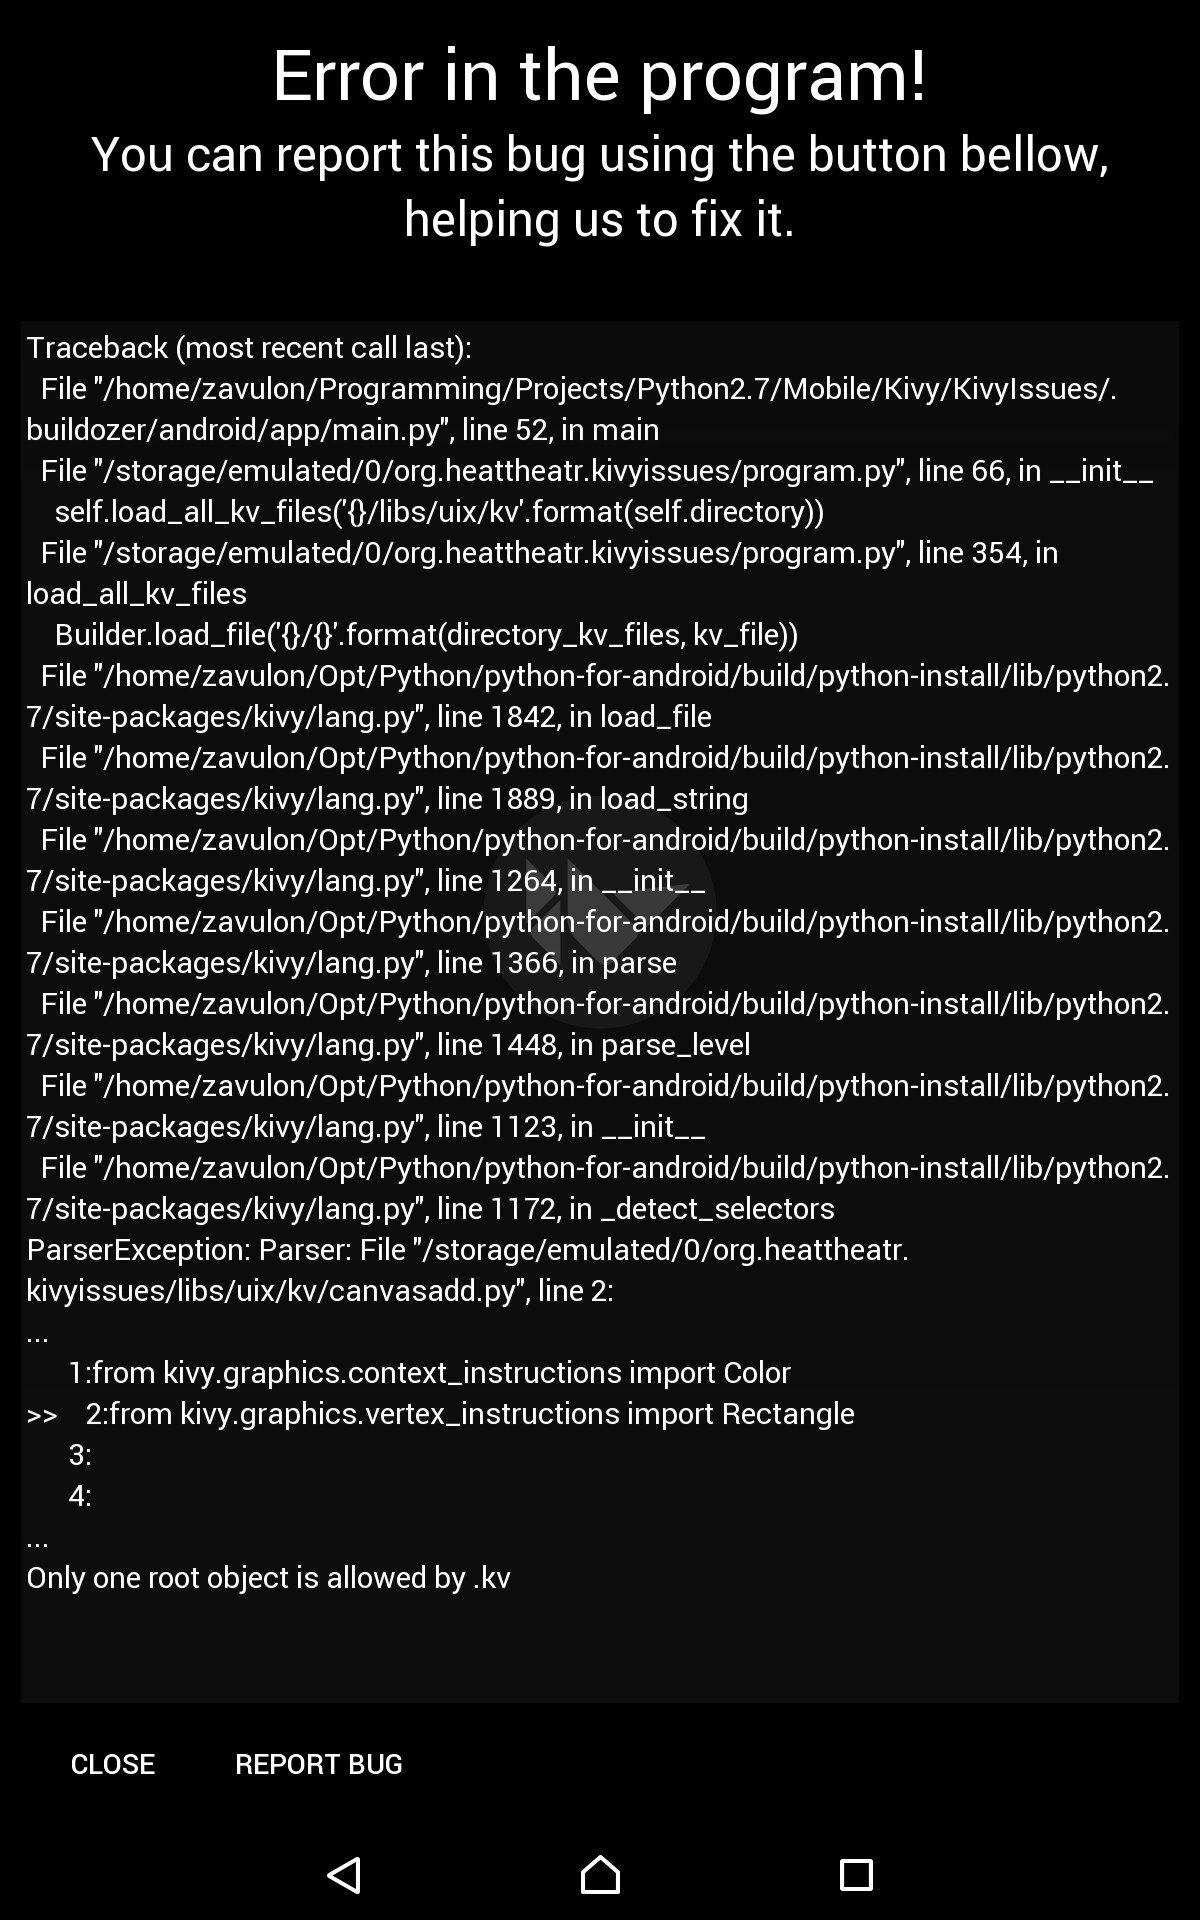 Error in the program!
You can report this bug using the button bellow,
helping us to fix it.
Traceback (most recent call last):
  File "/home/zavulon/Programming/Projects/Python2.7/Mobile/Kivy/KivyIssues/.
buildozer/android/app/main.py", line 52, in main
  File "/storage/emulated/0/org.heattheatr.kivyissues/program.py", line 66, in __init__
    self.load_all_kv_files('{}/libs/uix/kv'.format(self.directory))
  File "/storage/emulated/0/org.heattheatr.kivyissues/program.py", line 354, in
load_all_kv_files
    Builder.load_file('{}/{}'.format(directory_kv_files, kv_file))
  File "/home/zavulon/Opt/Python/python-for-android/build/python-install/lib/python2.
7/site-packages/kivy/lang.py", line 1842, in load_file
  File "/home/zavulon/Opt/Python/python-for-android/build/python-install/lib/python2.
7/site-packages/kivy/lang.py", line 1889, in load_string
  File "/home/zavulon/Opt/Python/python-for-android/build/python-install/lib/python2.
7/site-packages/kivy/lang.py", line 1264, in __init__
  File "/home/zavulon/Opt/Python/python-for-android/build/python-install/lib/python2.
7/site-packages/kivy/lang.py", line 1366, in parse
  File "/home/zavulon/Opt/Python/python-for-android/build/python-install/lib/python2.
7/site-packages/kivy/lang.py", line 1448, in parse_level
  File "/home/zavulon/Opt/Python/python-for-android/build/python-install/lib/python2.
7/site-packages/kivy/lang.py", line 1123, in __init__
  File "/home/zavulon/Opt/Python/python-for-android/build/python-install/lib/python2.
7/site-packages/kivy/lang.py", line 1172, in _detect_selectors
ParserException: Parser: File "/storage/emulated/0/org.heattheatr.
kivyissues/libs/uix/kv/canvasadd.py", line 2:
...
      1:from kivy.graphics.context_instructions import Color
>>    2:from kivy.graphics.vertex_instructions import Rectangle
      3:
      4:
...
Only one root object is allowed by .kv
CLOSE REPORT BUG